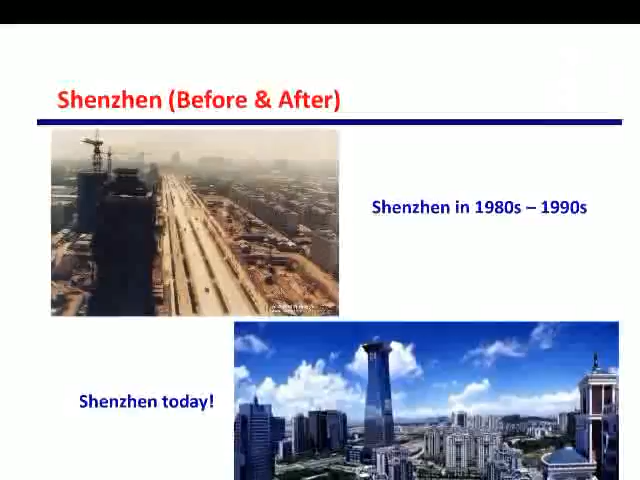 Shenzhen (Before & After)
Shenzhen in 1980s – 1990s
Shenzhen today!